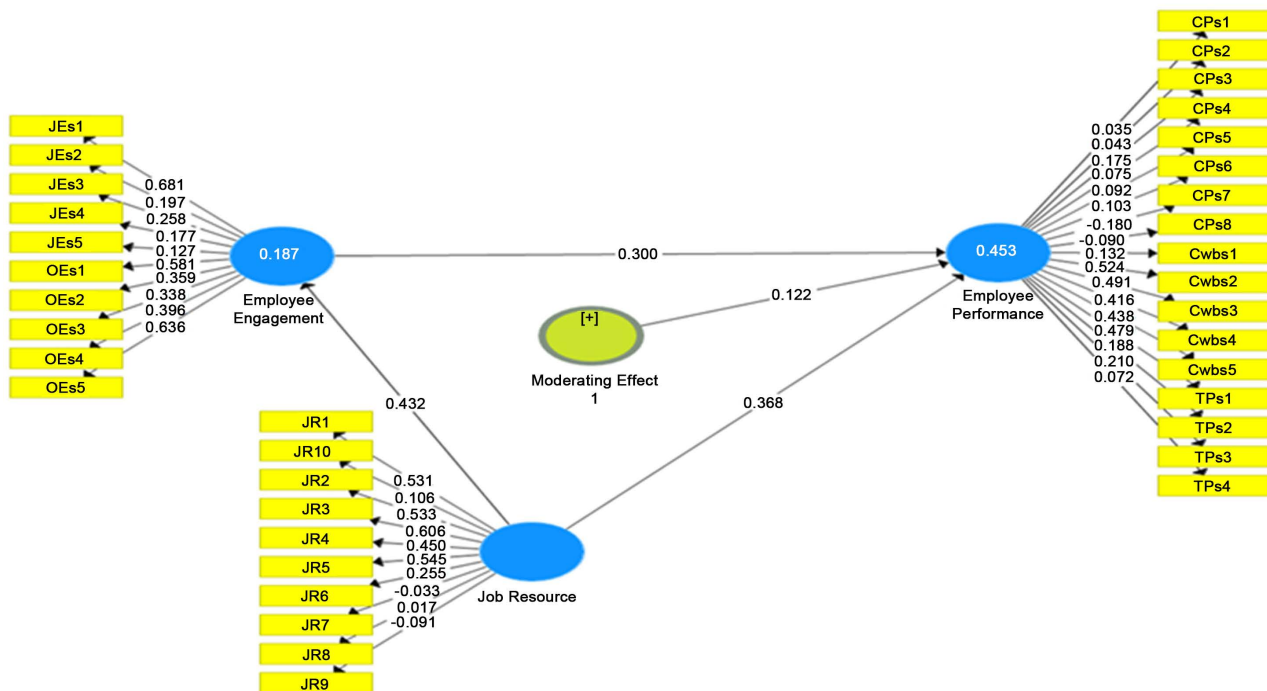 JEs1
JEs2
JEs3
JEs4
JEs5
OEs1
OEs2
OEs3
OEs4
OEs5
0.681
0.197
0.258
0.177
0.127
0.581
0.359
0.338
0.396
0.636
0.187
Employee
Engagement
0.300
[+]
Moderating Effect
1
0.122
0.432
0.368
JR1
JR10
JR2
JR3
JR4
JR5
JR6
JR7
JR8
JR9
0.531
0.106
0.533
0.606
0.450
0.545
0.255
-0.033
0.017
-0.091
Job Resource
0.453
Employee
Performance
0.035
0.043
0.175
0.075
0.092
0.103
-0.180
-0.090
0.132
0.524
0.491
0.416
0.438
0.479
0.188
0.210
0.072
CPs1
CPs2
CPs3
CPs4
CPs5
CPs6
CPs7
CPs8
Cwbs1
Cwbs2
Cwbs3
Cwbs4
Cwbs5
TPs1
TPs2
TPs3
TPs4